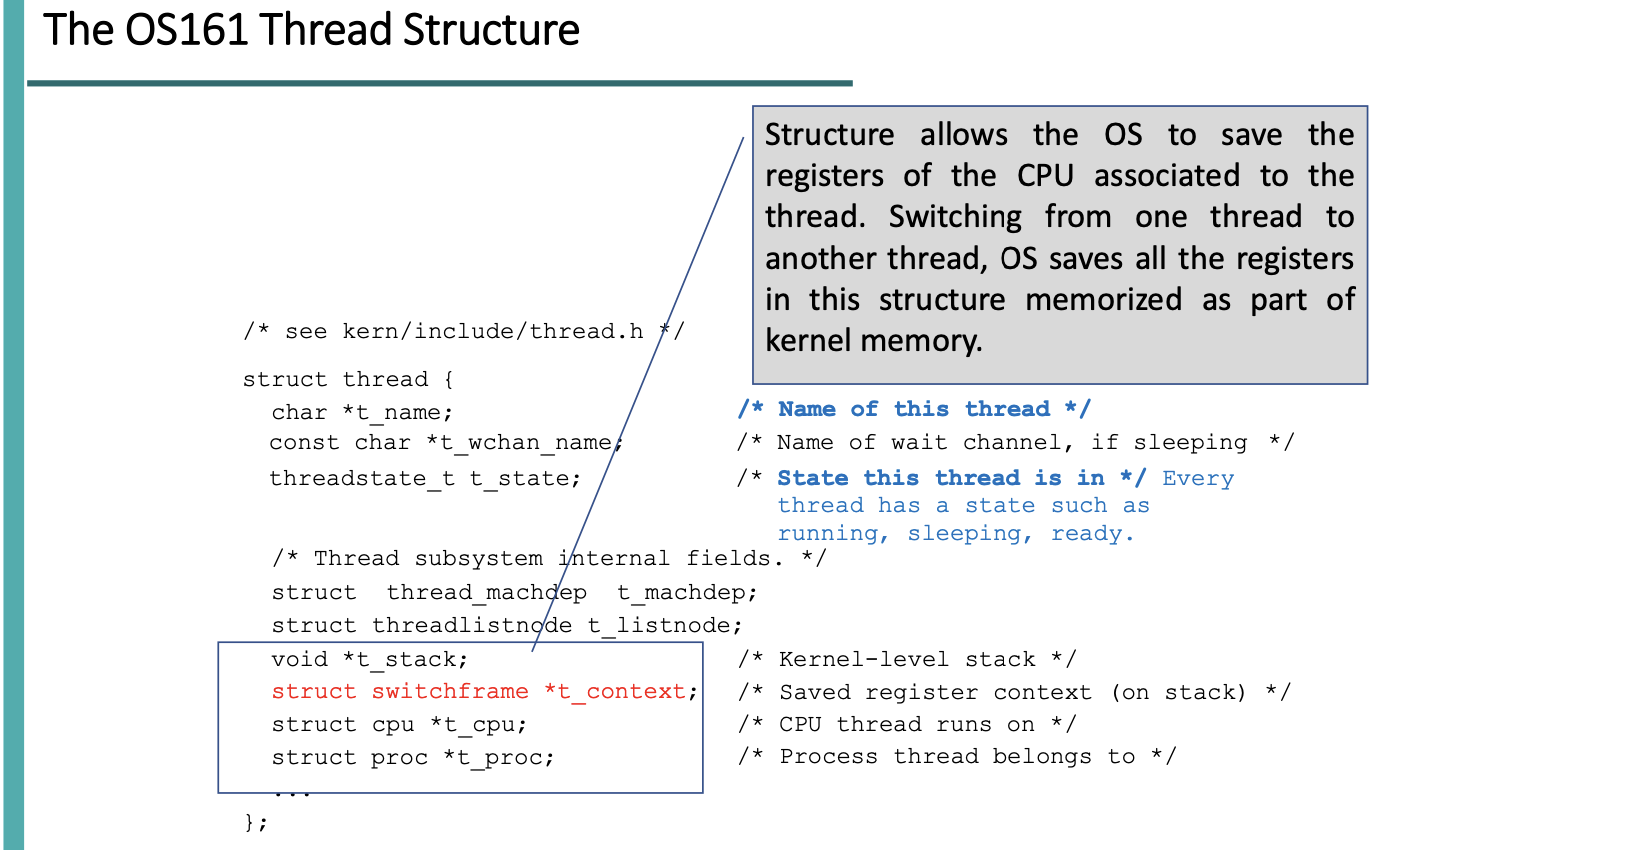 The OS161 Thread Structure
Structure allows the OS to save the
registers of the CPU associated to the
thread. Switching from one thread to
another thread, OS saves all the registers
in this structure memorized as part of
kernel memory.
/* see kern/include/thread.h */
struct thread {
char *t_name; /* Name of this thread */
const char *t_wchan_name; /* Name of wait channel, if sleeping */
threadstate_t t_state; /* State this thread is in */ Every
thread has a state such as
running, sleeping, ready.
/* Thread subsystem internal fields. */
struct thread_machdep t_machdep;
struct threadlistnode t_listnode;
void *t_stack; /* Kernel-level stack */
struct switchframe *t_context; /* Saved register context (on stack) */
struct cpu *t_cpu; /* CPU thread runs on */
struct proc *t_proc; /* Process thread belongs to */
...
};